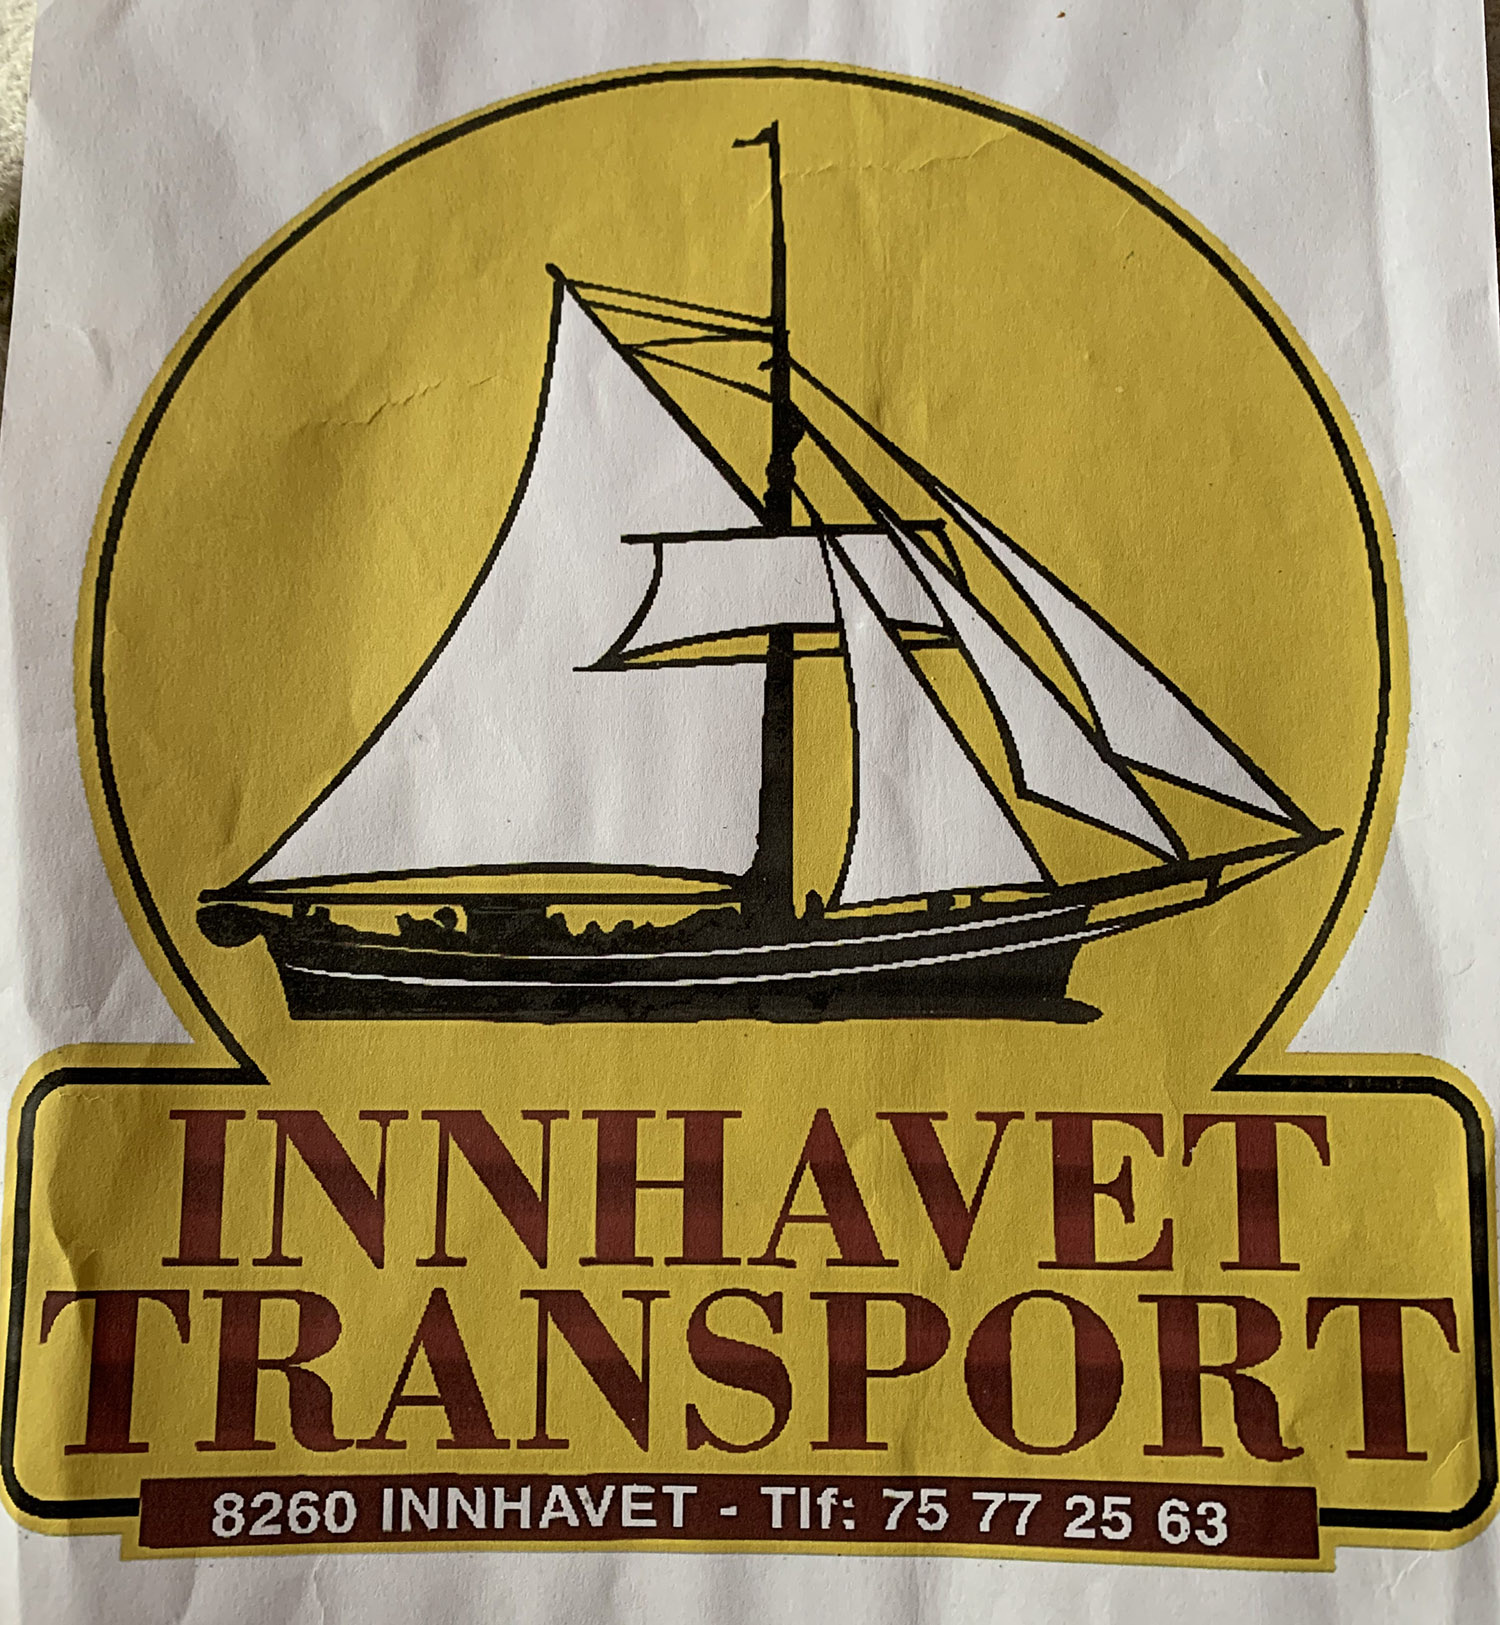 INNHAVET
TRANSPORT
8260 INNHAVET - Tlf: 75 77 25 63